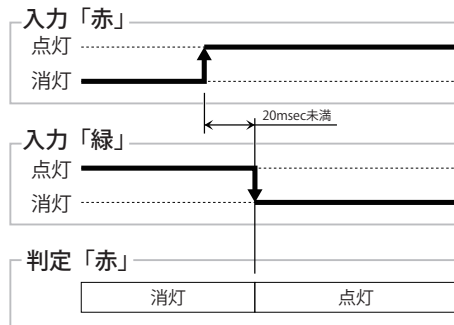 入力「赤」
点灯
消灯
20msec未満
入力「緑」
点灯
消灯
判定「赤」
消灯 点灯